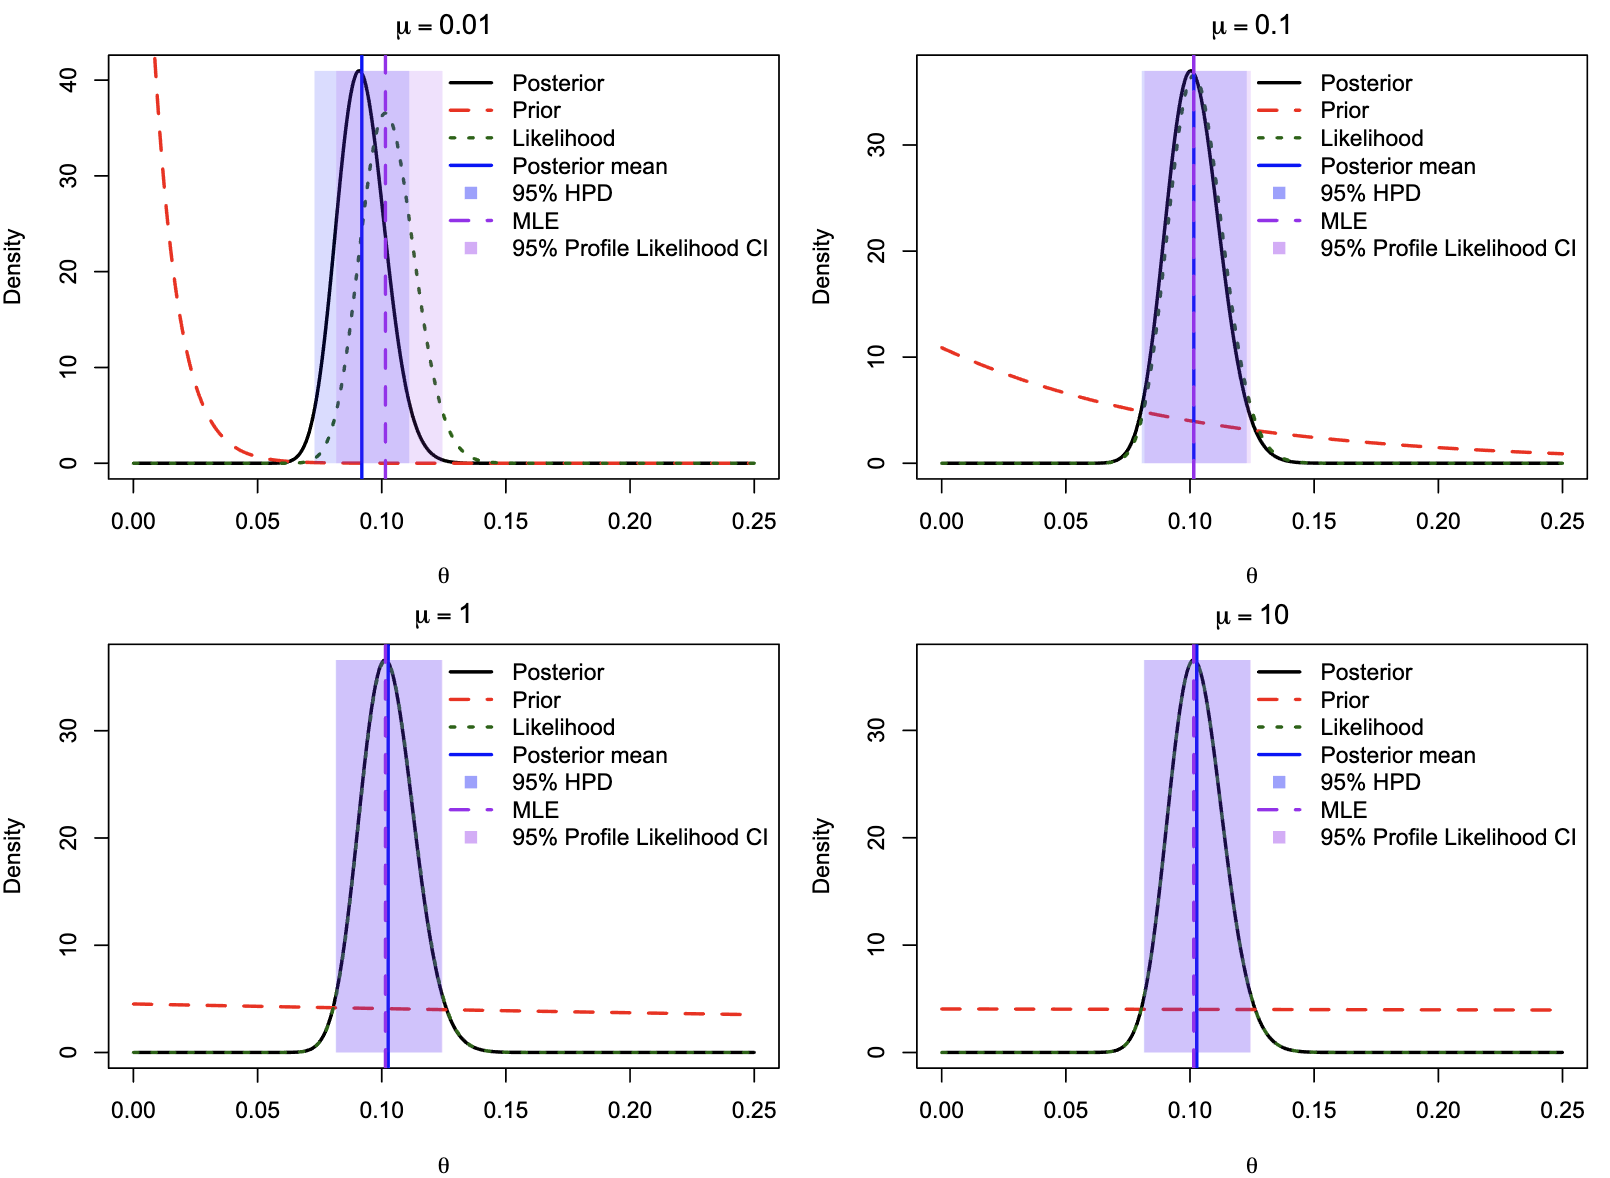 μ = 0.01
Density
0
10
20
30
40
Posterior
Prior
Likelihood
Posterior mean
95% HPD
MLE
95% Profile Likelihood CI
0.00 0.05 0.10 0.15 0.20 0.25
θ
μ = 0.1
Density
0
10
20
30
Posterior
Prior
Likelihood
Posterior mean
95% HPD
MLE
95% Profile Likelihood CI
0.00 0.05 0.10 0.15 0.20 0.25
θ
μ = 1
Density
0
10
20
30
Posterior
Prior
Likelihood
Posterior mean
95% HPD
MLE
95% Profile Likelihood CI
0.00 0.05 0.10 0.15 0.20 0.25
θ
μ = 10
Density
0
10
20
30
Posterior
Prior
Likelihood
Posterior mean
95% HPD
MLE
95% Profile Likelihood CI
0.00 0.05 0.10 0.15 0.20 0.25
θ